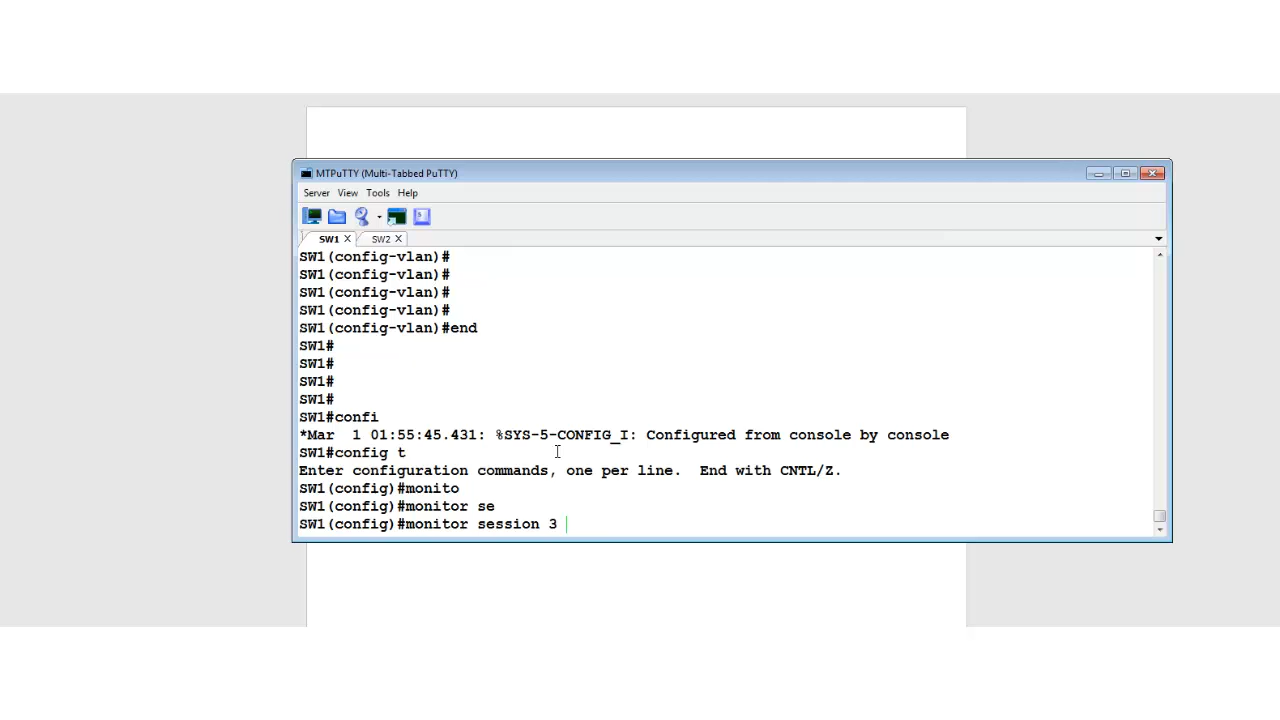 MTPuTTY (Multi-Tabbed PuTTY)
Server View Tools Help
SW1 X SW2 X
SW1(config-vlan)#
SW1(config-vlan)#
SW1(config-vlan)#
SW1(config-vlan)#
SW1(config-vlan)#end
SW1#
SW1#
SW1#
SW1#
SW1#confi
*Mar  1 01:55:45.431: %SYS-5-CONFIG_I: Configured from console by console
SW1#config t
Enter configuration commands, one per line.  End with CNTL/Z.
SW1(config)#monito
SW1(config)#monitor se
SW1(config)#monitor session 3